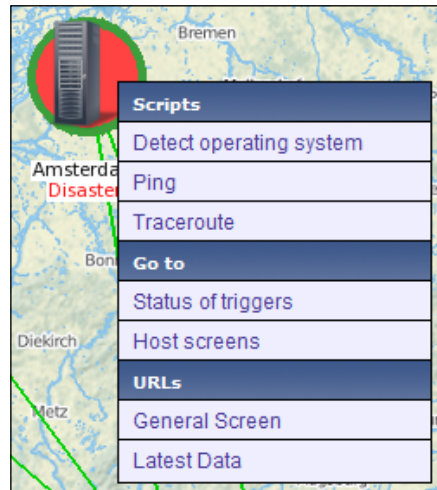 Bremen
Scripts
Detect operating system
Amsterda
Ping
Disaster
Traceroute
Go to
Status of triggers
Diekirch
Host screens
URLs
Metz
General Screen
Latest Data